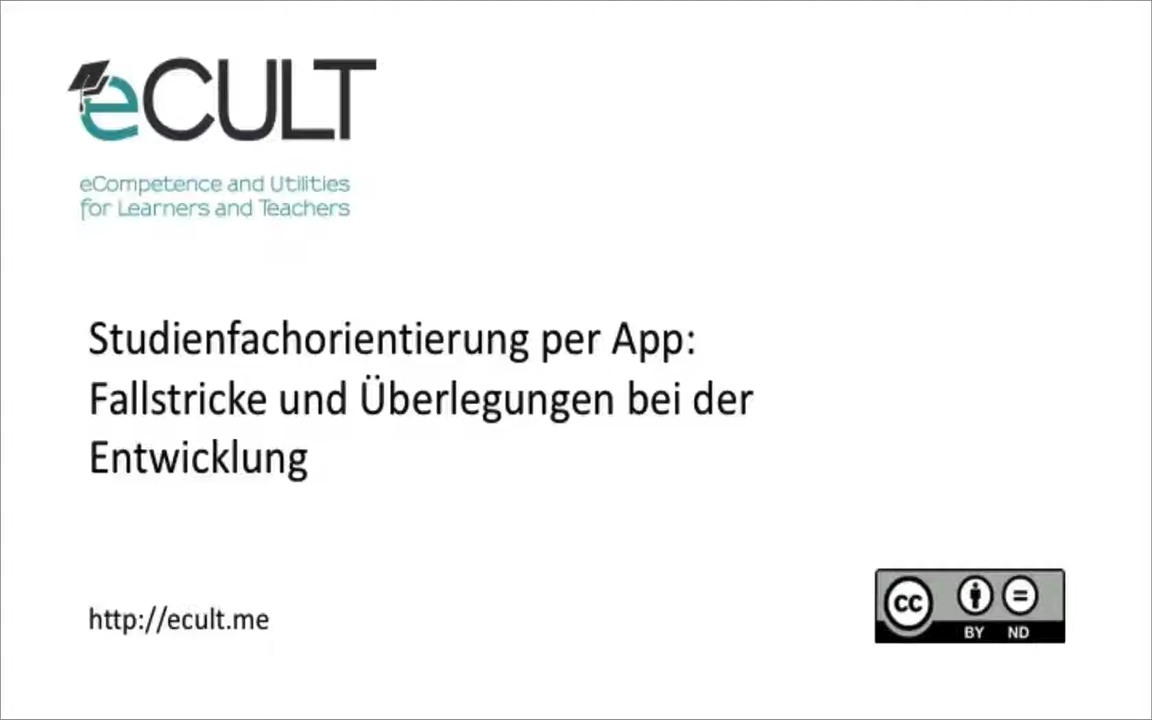 eCULT
eCompetence and Utilities
for Learners and Teachers
Studienfachorientierung per App:
Fallstricke und Überlegungen bei der
Entwicklung
http://ecult.me
cc
BY ND